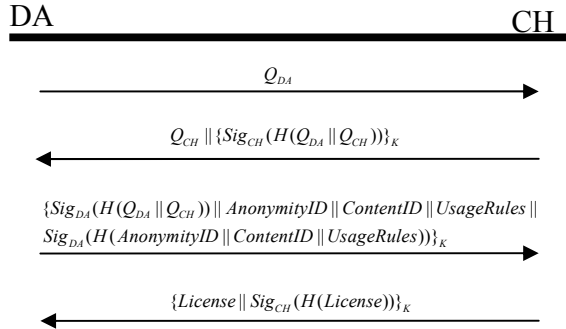 DA CH
Q_DA
Q_CH || {Sig_CH (H(Q_DA || Q_CH))}_K
{Sig_DA (H(Q_DA || Q_CH)) || AnonymityID || ContentID || UsageRules ||
Sig_DA (H(AnonymityID || ContentID || UsageRules))}_K
{License || Sig_CH (H(License))}_K